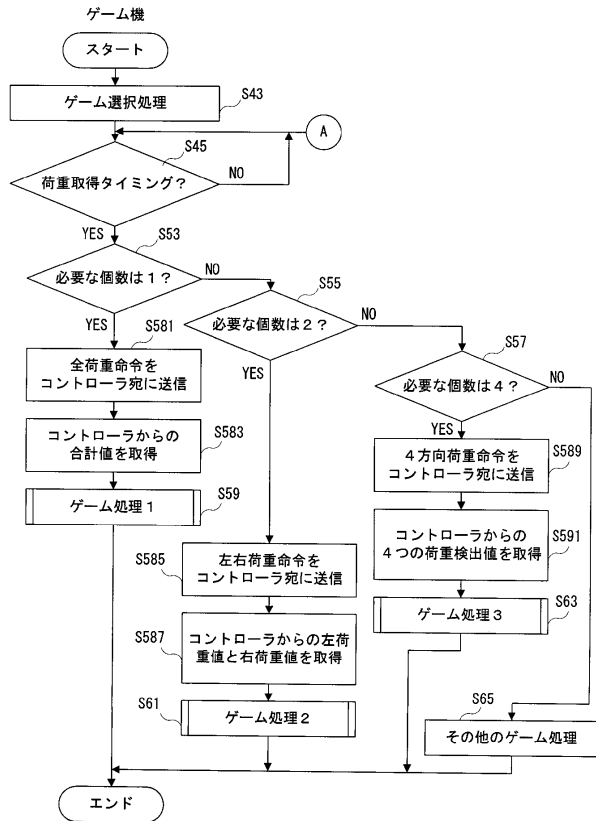 ゲーム機
スタート
ゲーム選択処理
S43
A
S45
荷重取得タイミング？
NO
YES
S53
必要な個数は１？
NO
YES
S55
必要な個数は２？
NO
YES
S57
必要な個数は４？
NO
YES
S581
全荷重命令を
コントローラ宛に送信
S583
コントローラからの
合計値を取得
S59
ゲーム処理１
S585
左右荷重命令を
コントローラ宛に送信
S587
コントローラからの左荷
重値と右荷重値を取得
S61
ゲーム処理２
S589
４方向荷重命令を
コントローラ宛に送信
S591
コントローラからの
４つの荷重検出値を取得
S63
ゲーム処理３
S65
その他のゲーム処理
エンド